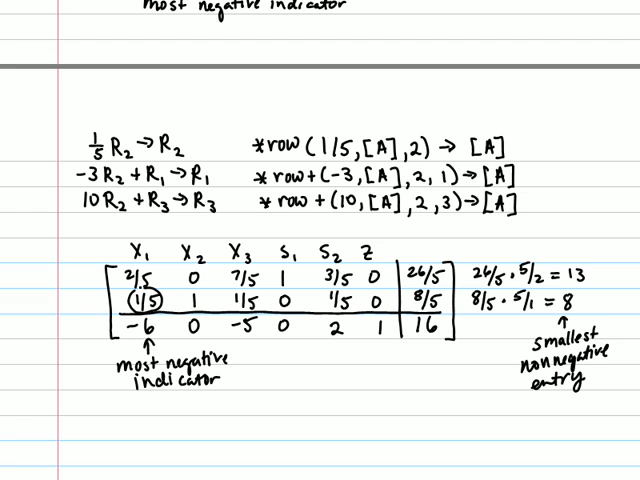 most negative indicator
1/5 R₂ → R₂ *row(1/5,[A],2) → [A]
-3R₂ + R₁ → R₁ *row+(-3,[A],2,1) → [A]
10R₂ + R₃ → R₃ *row+(10,[A],2,3) → [A]
X₁ X₂ X₃ S₁ S₂ Z
2/5 0 7/5 1 3/5 0 26/5 26/5 · 5/2 = 13
1/5 1 1/5 0 1/5 0 8/5 8/5 · 5/1 = 8
-6 0 -5 0 2 1 16
↑ most negative indicator
↑ smallest nonnegative entry